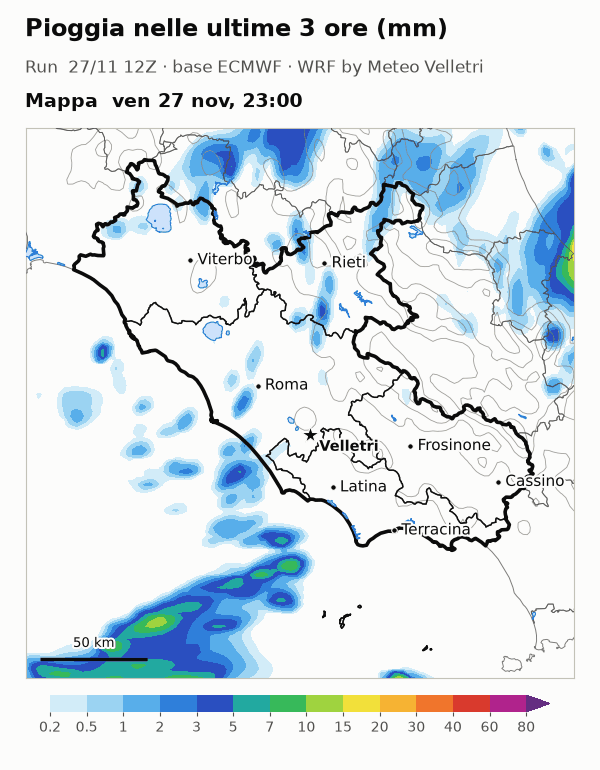 Pioggia nelle ultime 3 ore (mm)
Run 27/11 12Z · base ECMWF · WRF by Meteo Velletri
Mappa ven 27 nov, 23:00
Viterbo
Rieti
Roma
Velletri
Frosinone
Latina
Cassino
Terracina
50 km
0.2 0.5 1 2 3 5 7 10 15 20 30 40 60 80